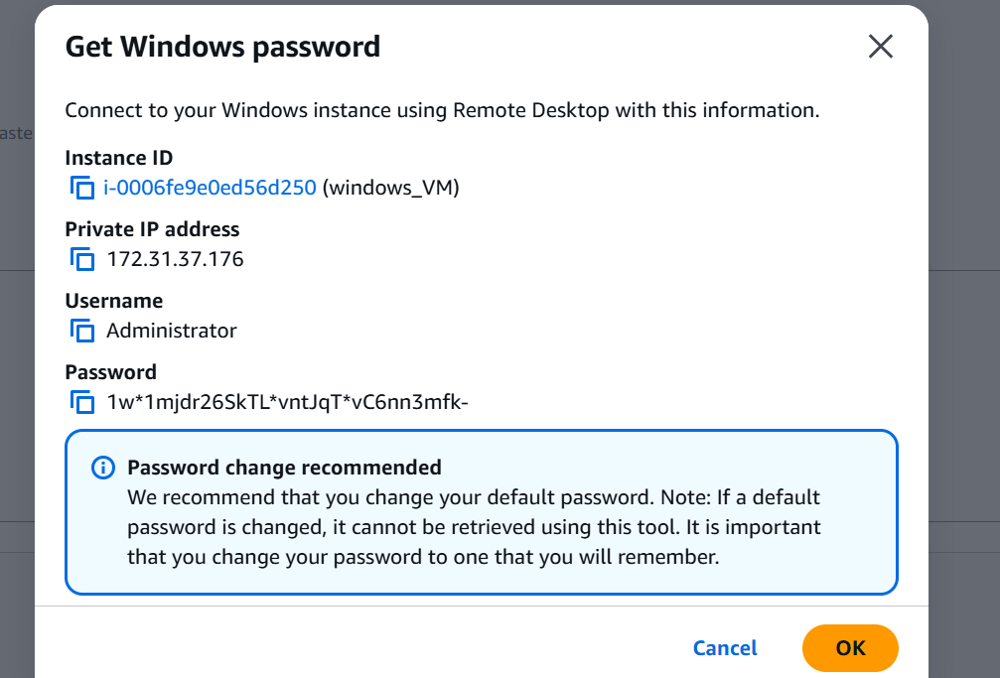 Get Windows password
Connect to your Windows instance using Remote Desktop with this information.
aste
Instance ID
i-0006fe9e0ed56d250 (windows_VM)
Private IP address
172.31.37.176
Username
Administrator
Password
1w*1mjdr26SkTL*vntJqT*vC6nn3mfk-
Password change recommended
We recommend that you change your default password. Note: If a default
password is changed, it cannot be retrieved using this tool. It is important
that you change your password to one that you will remember.
Cancel
OK